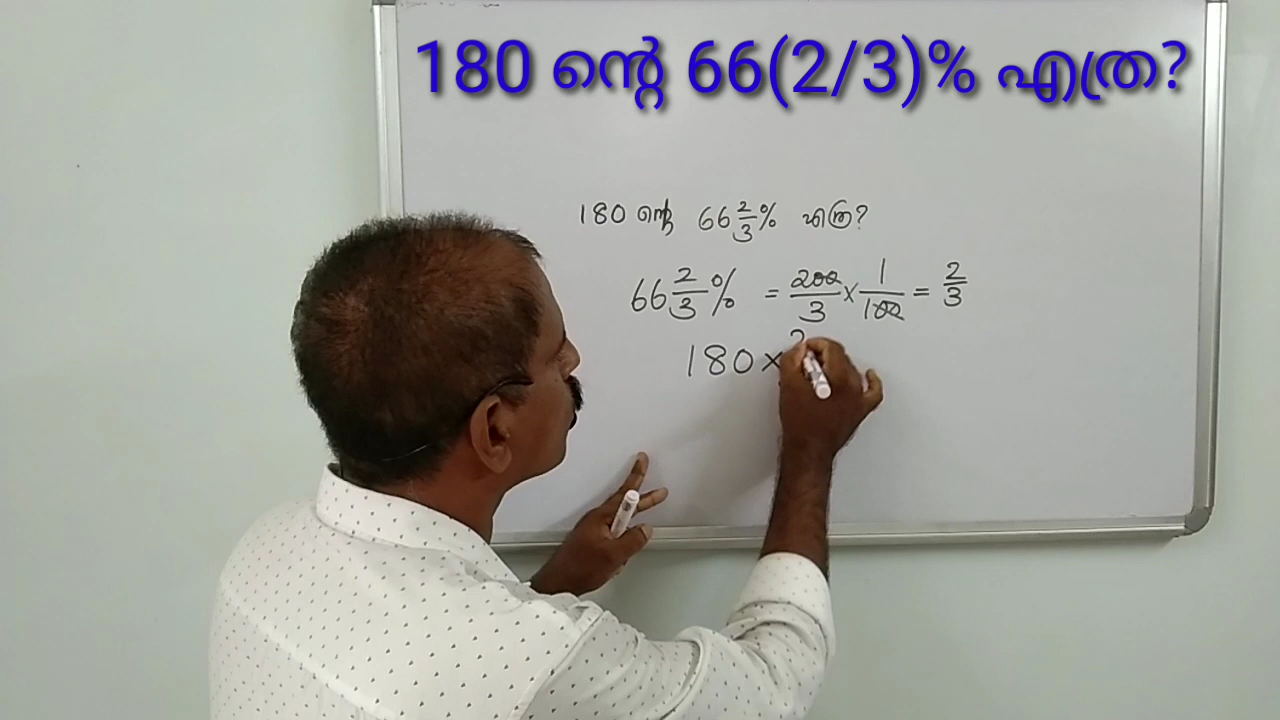 180 ന്റെ 66(2/3)% എത്ര?
180 ന്റെ 66 2/3 % എത്ര?
66 2/3 % = 200/3 × 1/100 = 2/3
180 × 2